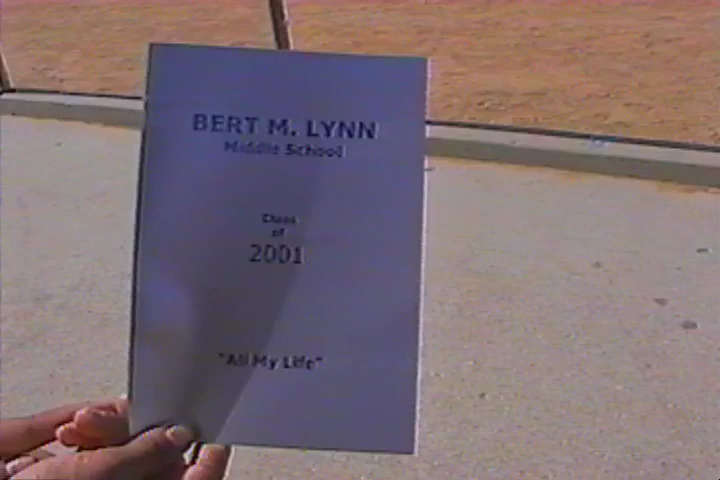 BERT M. LYNN
Middle School
Class
of
2001
"All My Life"